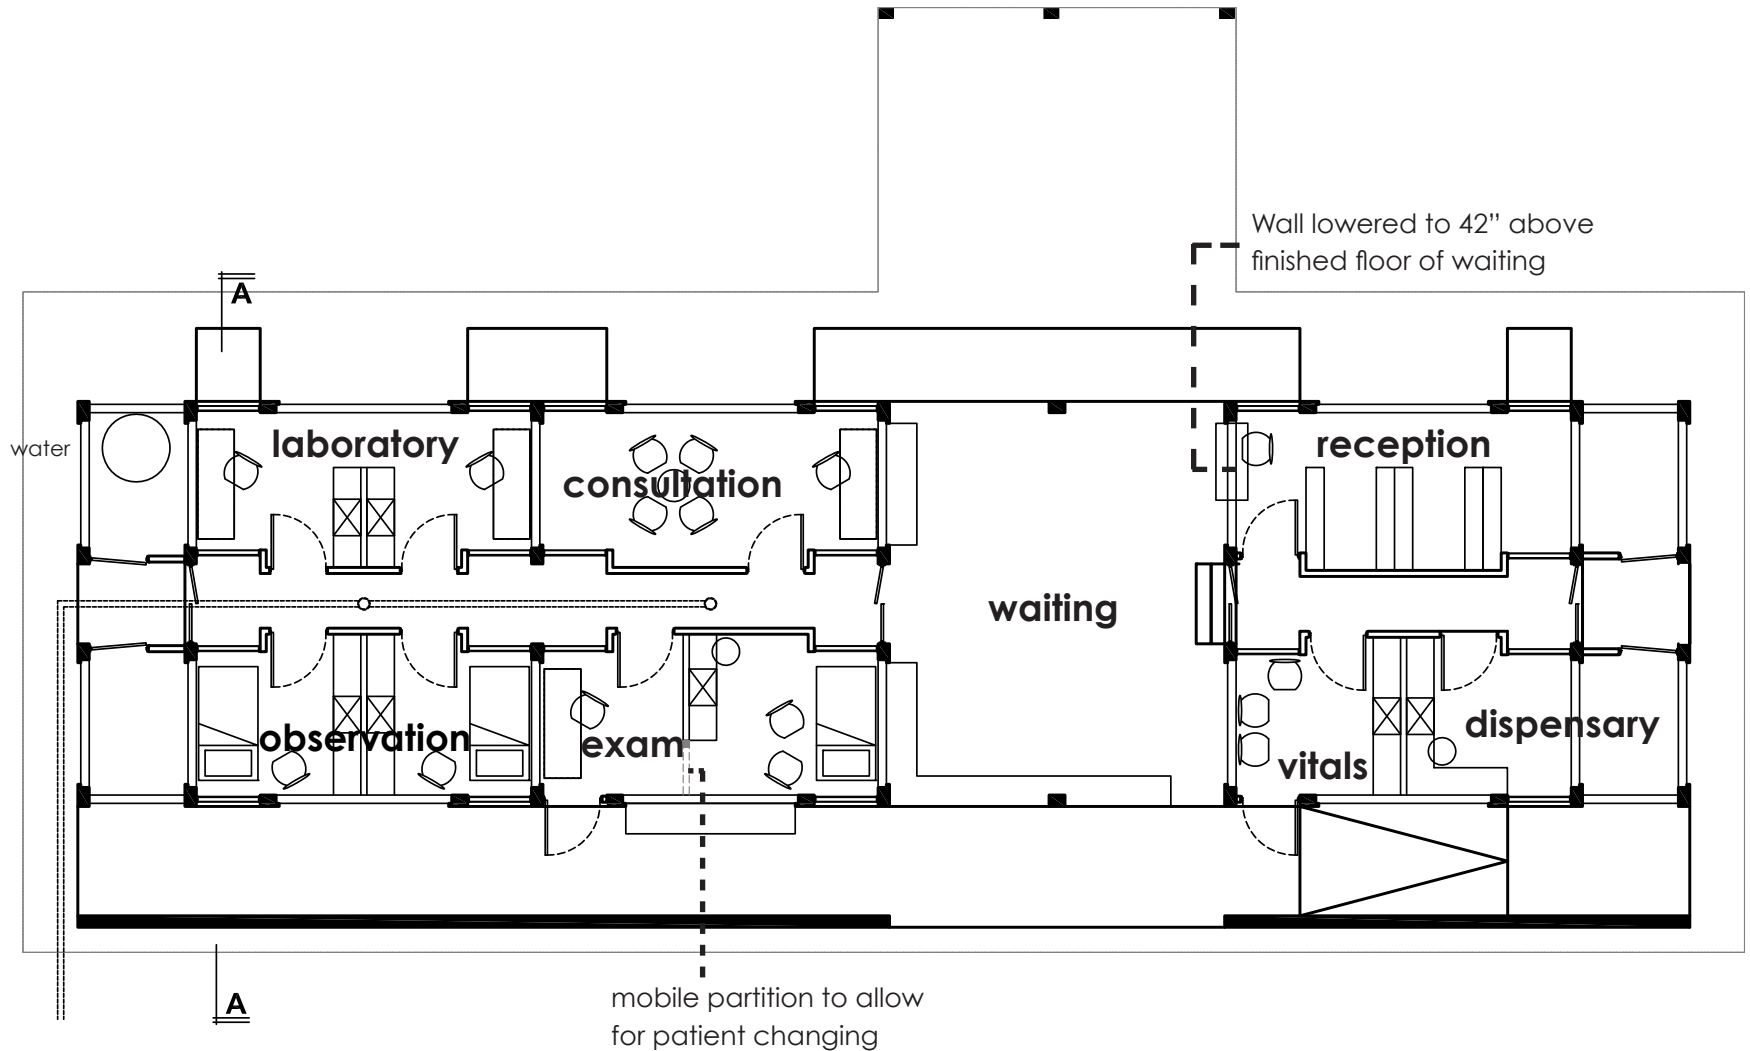 Wall lowered to 42” above
finished floor of waiting
A
water
laboratory
consultation
reception
waiting
observation
exam
vitals
dispensary
A
mobile partition to allow
for patient changing